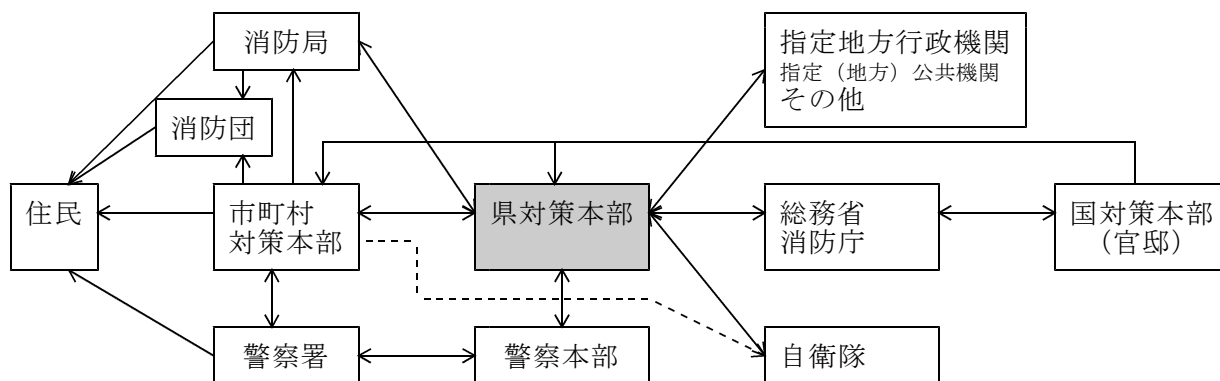 消防局
指定地方行政機関
指定（地方）公共機関
その他
消防団
住民
市町村
対策本部
県対策本部
総務省
消防庁
国対策本部
（官邸）
警察署
警察本部
自衛隊